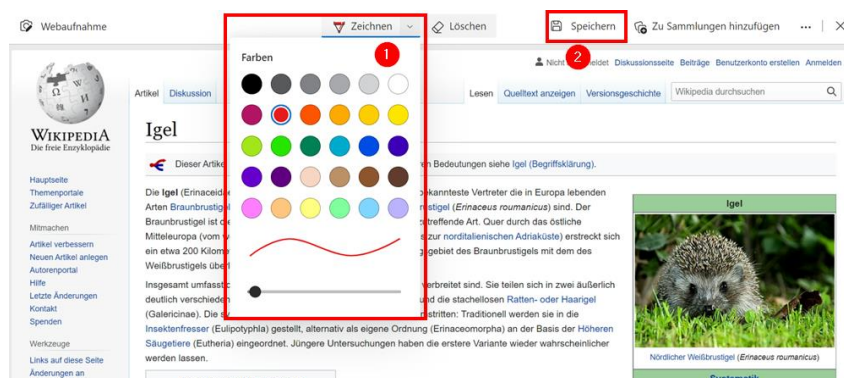 Webaufnahme
Zeichnen
Löschen
Speichern
Zu Sammlungen hinzufügen
1
2
Farben
Nicht
Diskussionsseite Beiträge Benutzerkonto erstellen Anmelden
Artikel Diskussion
Lesen Quelltext anzeigen Versionsgeschichte
Wikipedia durchsuchen
WIKIPEDIA
Die freie Enzyklopädie
Hauptseite
Themenportale
Zufälliger Artikel
Mitmachen
Artikel verbessern
Neuen Artikel anlegen
Autorenportal
Hilfe
Letzte Änderungen
Kontakt
Spenden
Werkzeuge
Links auf diese Seite
Änderungen an
Igel
Dieser Artike
en Bedeutungen siehe Igel (Begriffsklärung).
Die Igel (Erinaceida
ekannteste Vertreter die in Europa lebenden
Arten Braunbrustigel
stigel (Erinaceus roumanicus) sind. Der
Braunbrustigel ist di
treffende Art. Quer durch das östliche
Mitteleuropa (vom w
s zur norditalienischen Adriaküste) erstreckt sich
ein etwa 200 Kilom
gsgebiet des Braunbrustigels mit dem des
Weißbrustigels über
Insgesamt umfasst
verbreitet sind. Sie teilen sich in zwei äußerlich
deutlich verschieden
und die stachellosen Ratten- oder Haarigel
(Galericinae). Die sy
stritten: Traditionell werden sie in die
Insektenfresser (Eulipotyphla) gestellt, alternativ als eigene Ordnung (Erinaceomorpha) an der Basis der Höheren
Säugetiere (Eutheria) eingeordnet. Jüngere Untersuchungen haben die erstere Variante wieder wahrscheinlicher
werden lassen.
Igel
Nördlicher Weißbrustigel (Erinaceus roumanicus)
Systematik